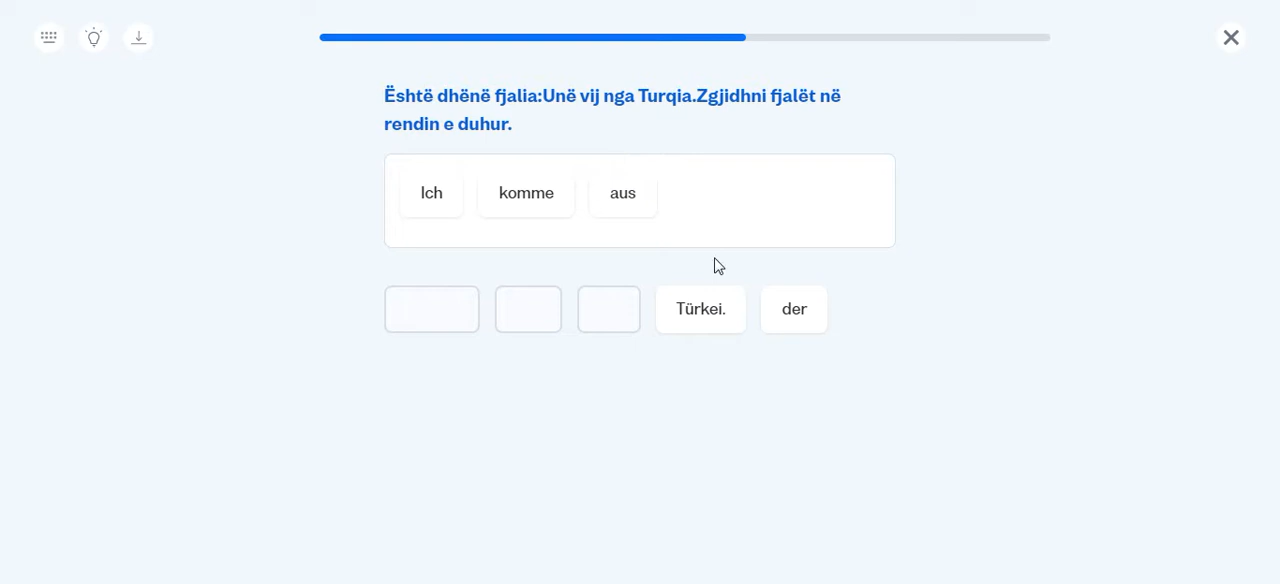 Është dhënë fjalia:Unë vij nga Turqia.Zgjidhni fjalët në
rendin e duhur.
Ich komme aus
Türkei. der